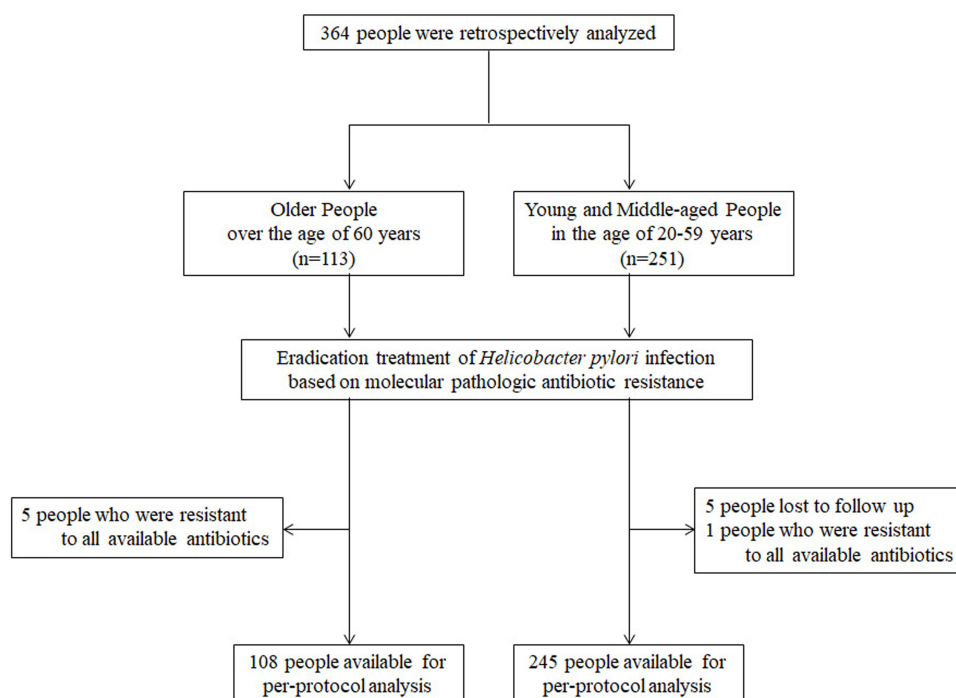 364 people were retrospectively analyzed
Older People
over the age of 60 years
(n=113)
Young and Middle-aged People
in the age of 20-59 years
(n=251)
Eradication treatment of Helicobacter pylori infection
based on molecular pathologic antibiotic resistance
5 people who were resistant
to all available antibiotics
5 people lost to follow up
1 people who were resistant
to all available antibiotics
108 people available for
per-protocol analysis
245 people available for
per-protocol analysis